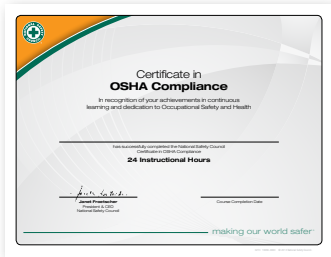 Certificate in
OSHA Compliance
In recognition of your achievements in continuous
learning and dedication to Occupational Safety and Health
has successfully completed the National Safety Council
Certificate in OSHA Compliance
24 Instructional Hours
Janet Froetscher
President & CEO
National Safety Council
Course Completion Date
making our world safer